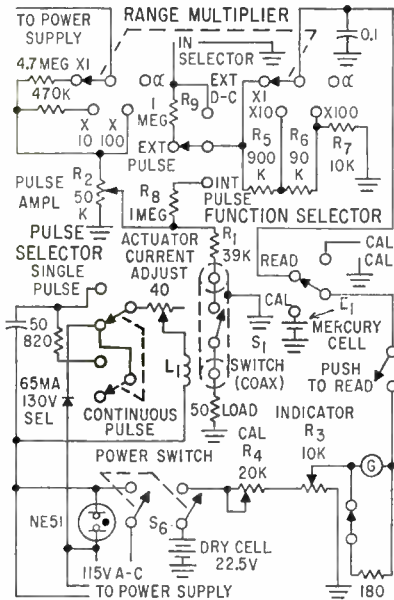 TO POWER
SUPPLY
RANGE MULTIPLIER
IN
SELECTOR
0.1
4.7 MEG X1
α
EXT
D-C
α
470K
R9
X1
X10
X100
1
MEG
X
10
X
100
R5
900
K
R6
90
K
R7
10K
EXT
PULSE
PULSE
AMPL
R2
50
K
R8
1MEG
INT
PULSE
FUNCTION SELECTOR
PULSE
SELECTOR
SINGLE
PULSE
ACTUATOR
CURRENT
ADJUST
40
R1
39K
READ
CAL
CAL
CAL
E1
MERCURY
CELL
S1
50
820
L1
SWITCH
(COAX)
PUSH
TO READ
65MA
130V
SEL
CONTINUOUS
PULSE
50 LOAD
INDICATOR
R3
10K
CAL
R4
20K
POWER SWITCH
G
NE51
S6
DRY CELL
22.5V
180
115V A-C
TO POWER SUPPLY